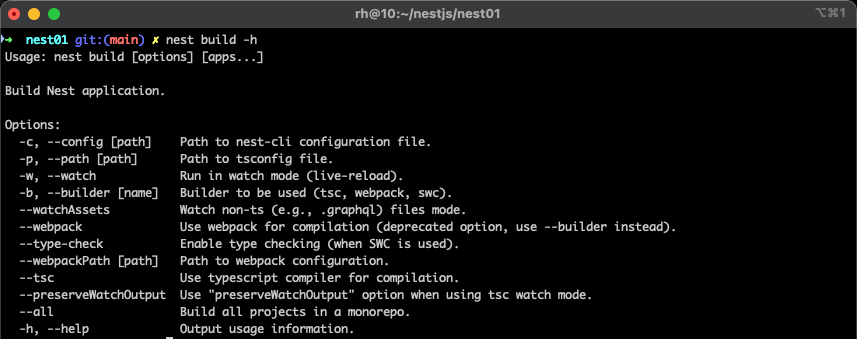 rh@10:~/nestjs/nest01
⌥⌘1
➜ nest01 git:(main) ✗ nest build -h
Usage: nest build [options] [apps...]
Build Nest application.
Options:
-c, --config [path] Path to nest-cli configuration file.
-p, --path [path] Path to tsconfig file.
-w, --watch Run in watch mode (live-reload).
-b, --builder [name] Builder to be used (tsc, webpack, swc).
--watchAssets Watch non-ts (e.g., .graphql) files mode.
--webpack Use webpack for compilation (deprecated option, use --builder instead).
--type-check Enable type checking (when SWC is used).
--webpackPath [path] Path to webpack configuration.
--tsc Use typescript compiler for compilation.
--preserveWatchOutput Use "preserveWatchOutput" option when using tsc watch mode.
--all Build all projects in a monorepo.
-h, --help Output usage information.